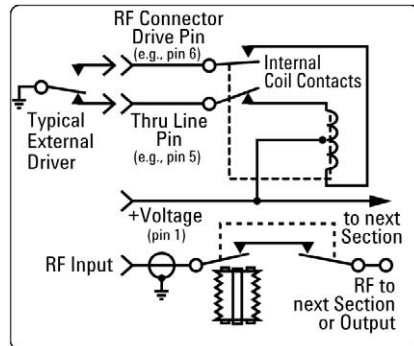 RF Connector
Drive Pin
(e.g., pin 6)
Internal
Coil Contacts
Typical
External
Driver
Thru Line
Pin
(e.g., pin 5)
+Voltage
(pin 1)
to next
Section
RF Input
RF to
next Section
or Output